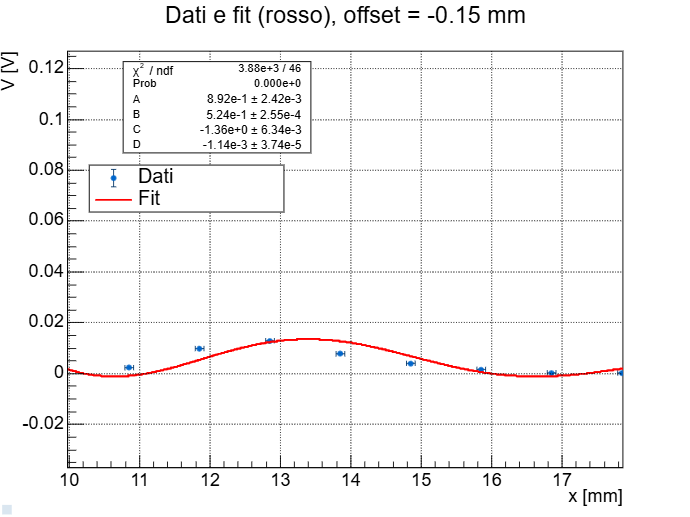 Dati e fit (rosso), offset = -0.15 mm
V [V]
χ² / ndf 3.88e+3 / 46
Prob 0.000e+0
A 8.92e-1 ± 2.42e-3
B 5.24e-1 ± 2.55e-4
C -1.36e+0 ± 6.34e-3
D -1.14e-3 ± 3.74e-5
Dati
Fit
0.12
0.1
0.08
0.06
0.04
0.02
0
-0.02
10 11 12 13 14 15 16 17
x [mm]